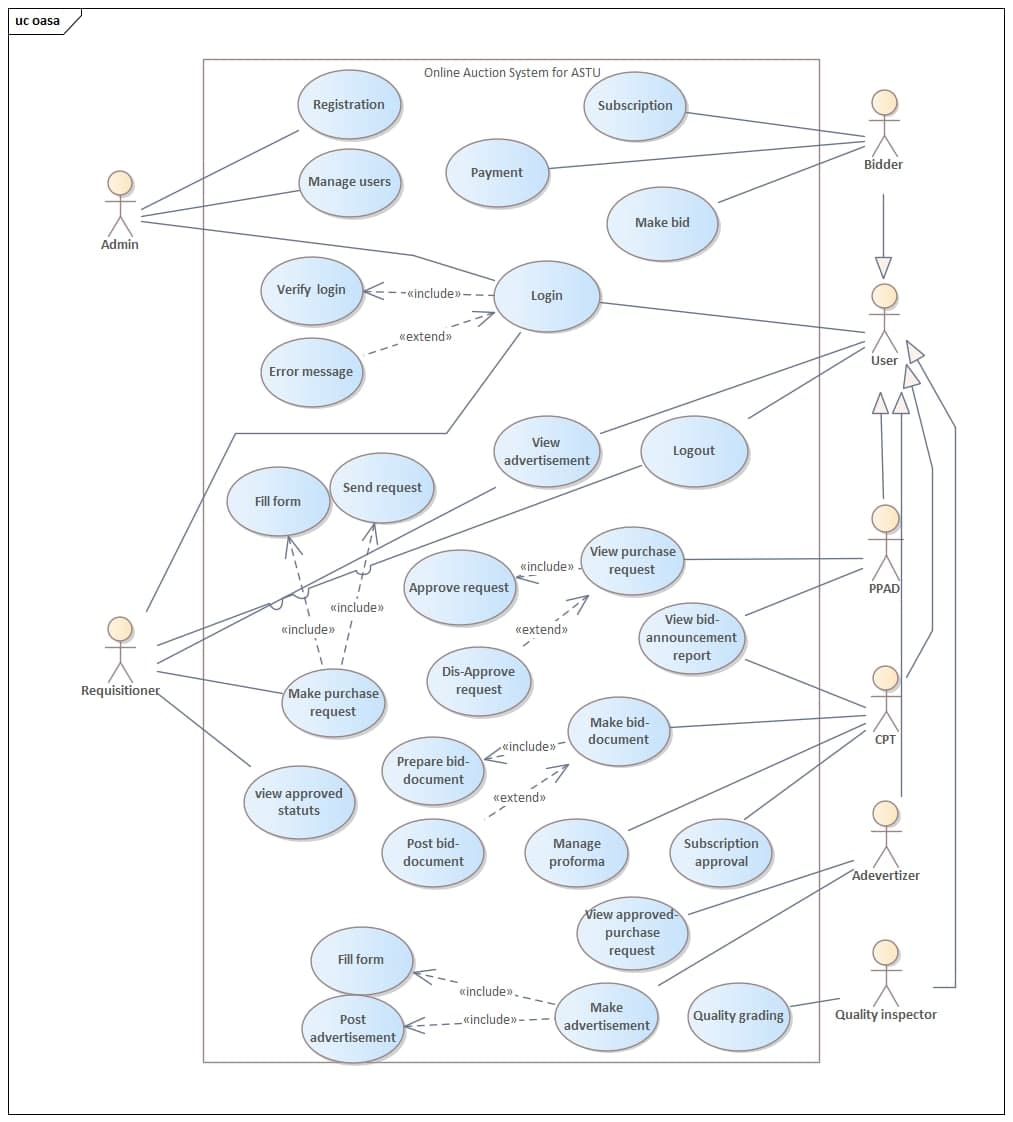 uc oasa
Online Auction System for ASTU
Registration
Subscription
Bidder
Payment
Manage users
Admin
Make bid
Verify login
«include»
Login
«extend»
Error message
User
View
advertisement
Logout
Send request
Fill form
View purchase
request
«include»
Approve request
PPAD
«include»
«include»
«extend»
View bid-
announcement
report
Requisitioner
Make purchase
request
Dis-Approve
request
Make bid-
document
CPT
«include»
Prepare bid-
document
view approved
statuts
«extend»
Post bid-
document
Manage
proforma
Subscription
approval
Adevertizer
View approved-
purchase
request
Fill form
«include»
Post
advertisement
«include»
Make
advertisement
Quality grading
Quality inspector